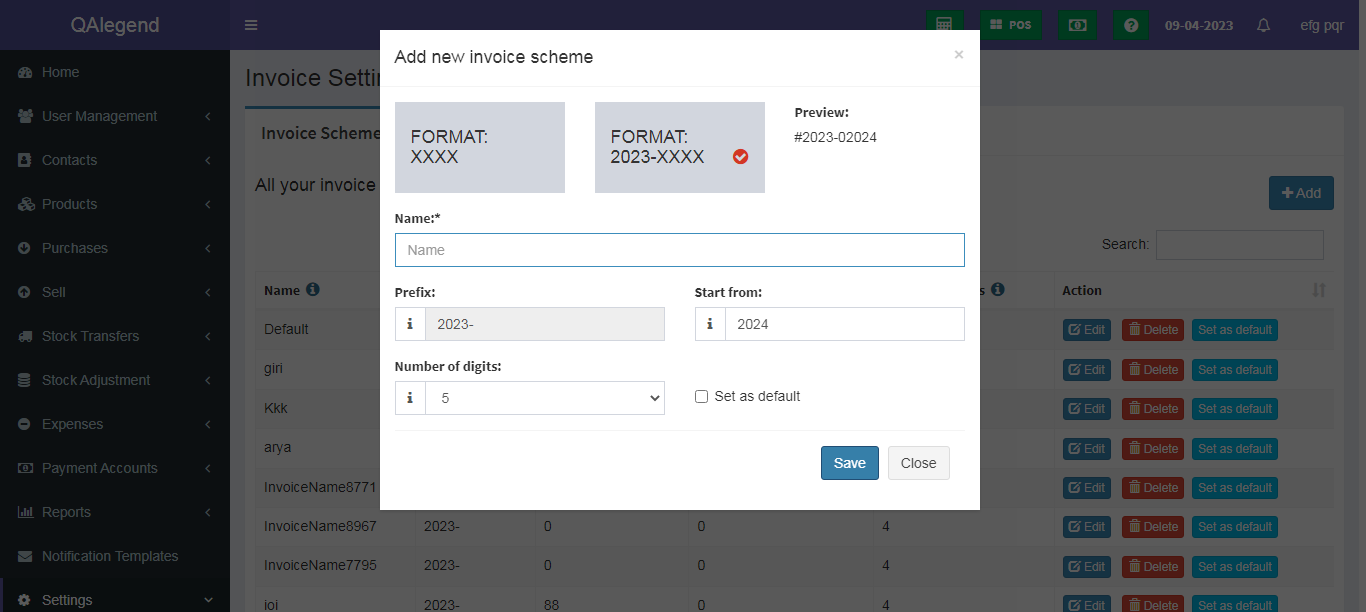 QAlegend
POS
09-04-2023
efg pqr
Home
User Management
Contacts
Products
Purchases
Sell
Stock Transfers
Stock Adjustment
Expenses
Payment Accounts
Reports
Notification Templates
Settings
Invoice Setti
Invoice Scheme
All your invoice
Add
Search:
Name
s
Action
Default
Edit Delete Set as default
giri
Edit Delete Set as default
Kkk
Edit Delete Set as default
arya
Edit Delete Set as default
InvoiceName8771
Edit Delete Set as default
InvoiceName8967 2023- 0 0 4 Edit Delete Set as default
InvoiceName7795 2023- 0 0 4 Edit Delete Set as default
ioi 2023- 88 0 4 Edit Delete Set as default
Add new invoice scheme
×
FORMAT:
XXXX
FORMAT:
2023-XXXX
Preview:
#2023-02024
Name:*
Name
Prefix:
2023-
Start from:
2024
Number of digits:
5
Set as default
Save
Close